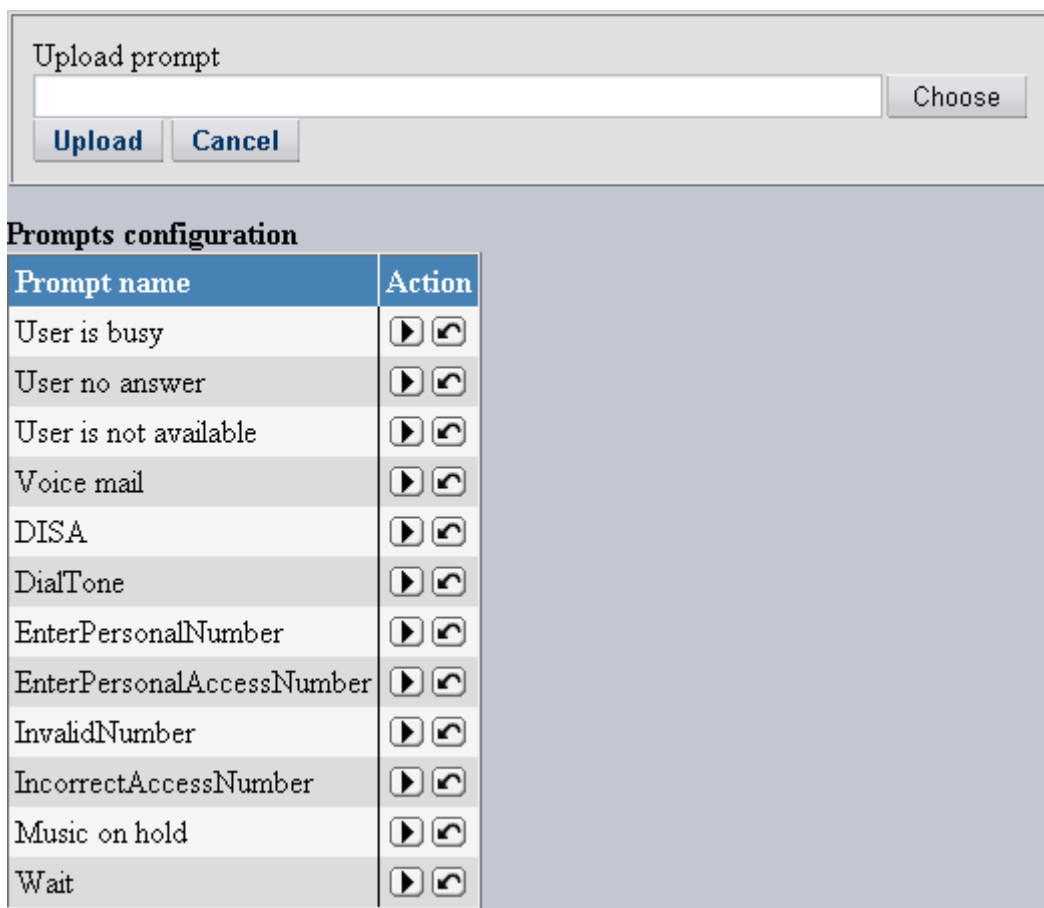 Upload prompt
Choose
Upload Cancel
Prompts configuration
Prompt name Action
User is busy
User no answer
User is not available
Voice mail
DISA
DialTone
EnterPersonalNumber
EnterPersonalAccessNumber
InvalidNumber
IncorrectAccessNumber
Music on hold
Wait